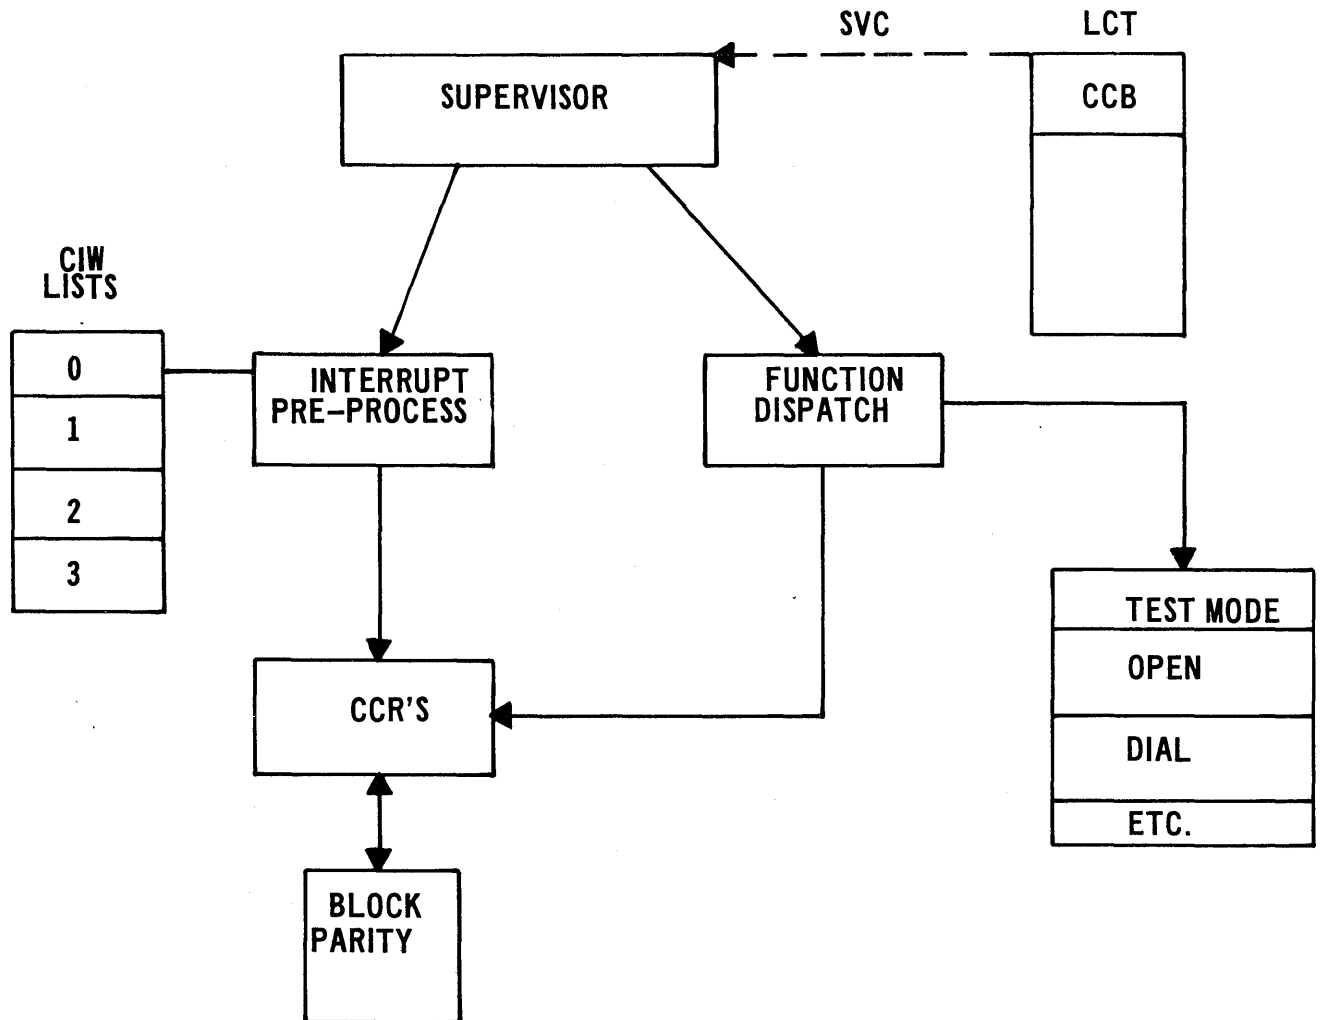 SVC
LCT
SUPERVISOR
CCB
CIW
LISTS
0
1
2
3
INTERRUPT
PRE-PROCESS
FUNCTION
DISPATCH
CCR'S
TEST MODE
OPEN
DIAL
ETC.
BLOCK
PARITY